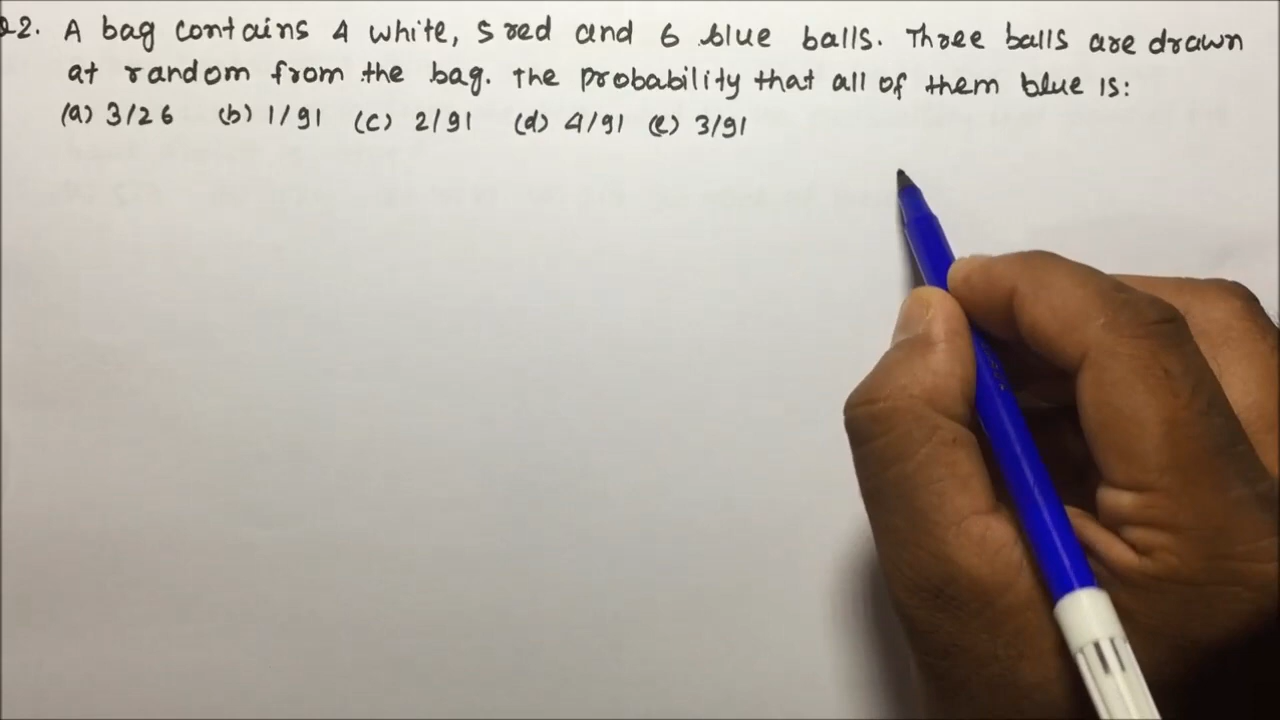 Q2. A bag contains 4 white, 5 red and 6 blue balls. Three balls are drawn
at random from the bag. The probability that all of them blue is:
(a) 3/26 (b) 1/91 (c) 2/91 (d) 4/91 (e) 3/91